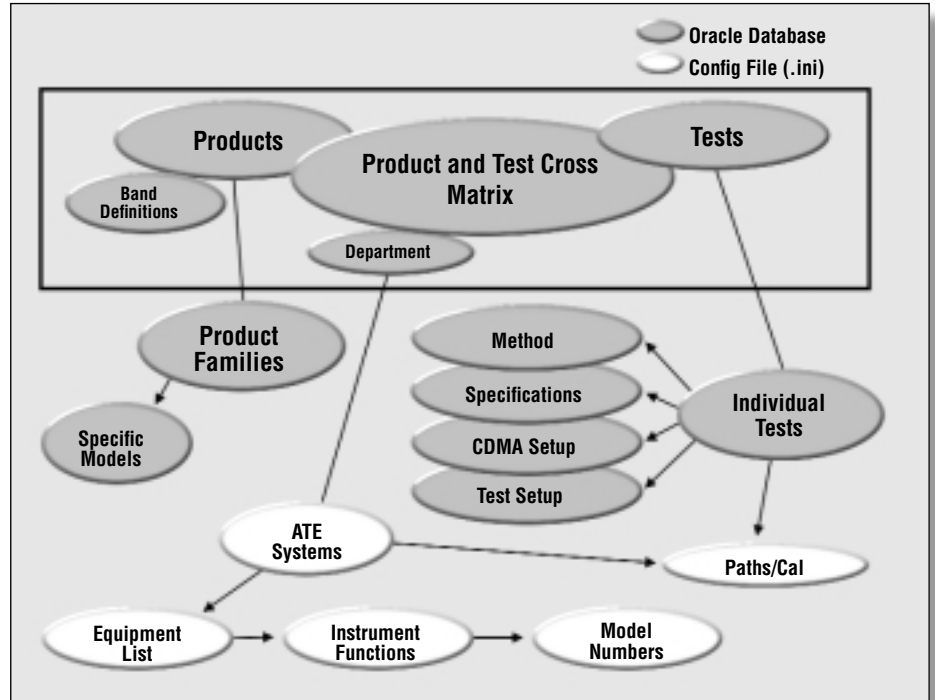 Oracle Database
Config File (.ini)
Products
Tests
Product and Test Cross
Matrix
Band
Definitions
Department
Product
Families
Method
Specifications
CDMA Setup
Test Setup
Individual
Tests
Specific
Models
ATE
Systems
Paths/Cal
Equipment
List
Instrument
Functions
Model
Numbers